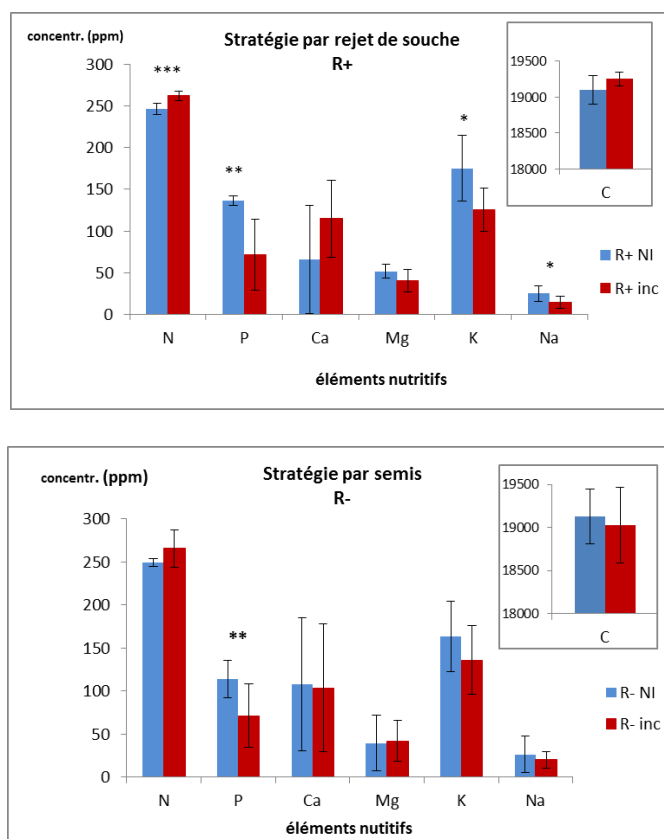 concentr. (ppm)
Stratégie par rejet de souche
R+
300
250
200
150
100
50
0
***
**
*
*
N P Ca Mg K Na
éléments nutritifs
19500
19000
18500
18000
C
R+ NI
R+ inc
concentr. (ppm)
Stratégie par semis
R-
300
250
200
150
100
50
0
**
N P Ca Mg K Na
éléments nutitifs
19500
19000
18500
18000
C
R- NI
R- inc